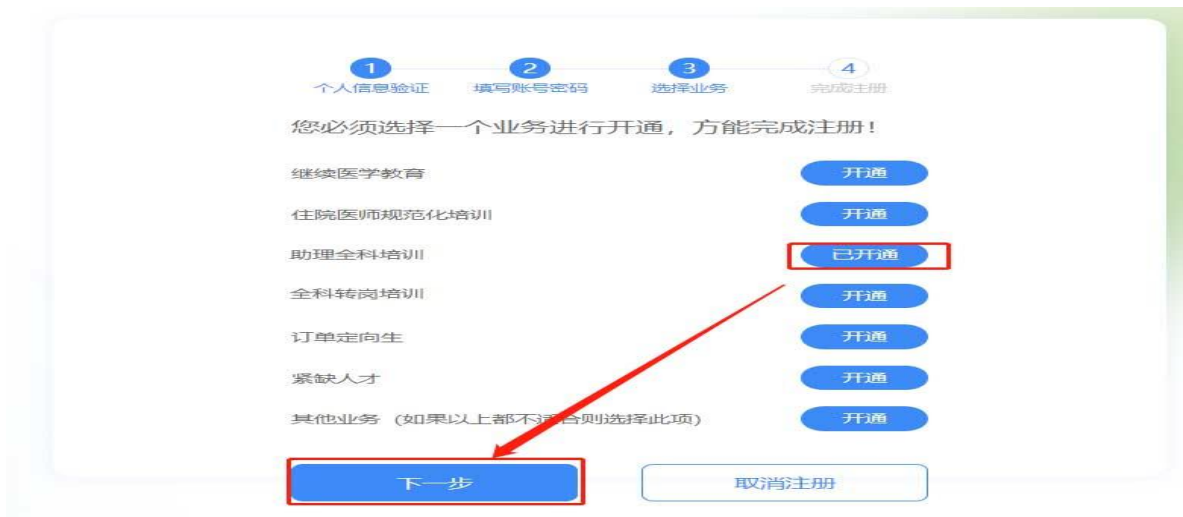 1 2 3 4
个人信息验证 填写账号密码 选择业务 完成注册
您必须选择一个业务进行开通，方能完成注册！
继续医学教育 开通
住院医师规范化培训 开通
助理全科培训 已开通
全科转岗培训 开通
订单定向生 开通
紧缺人才 开通
其他业务 (如果以上都不适合则选择此项) 开通
下一步 取消注册